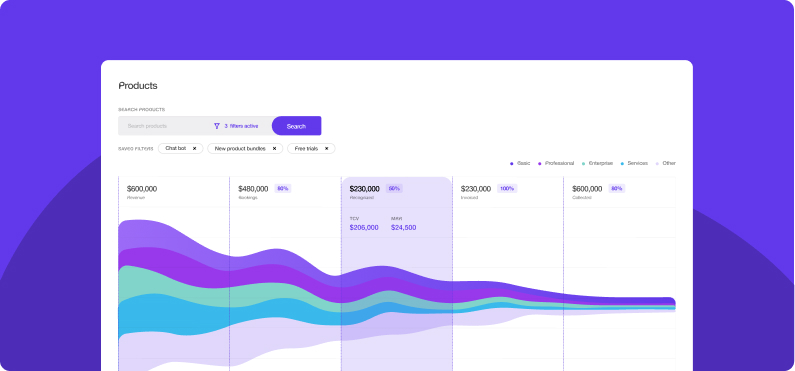 Products
SEARCH PRODUCTS
Search products
3 filters active
Search
SAVED FILTERS
Chat bot ×
New product bundles ×
Free trials ×
Basic
Professional
Enterprise
Services
Other
$600,000
Revenue
$480,000 80%
Bookings
$230,000 50%
Recognized
TCV MRR
$206,000 $24,500
$230,000 100%
Invoiced
$600,000 80%
Collected